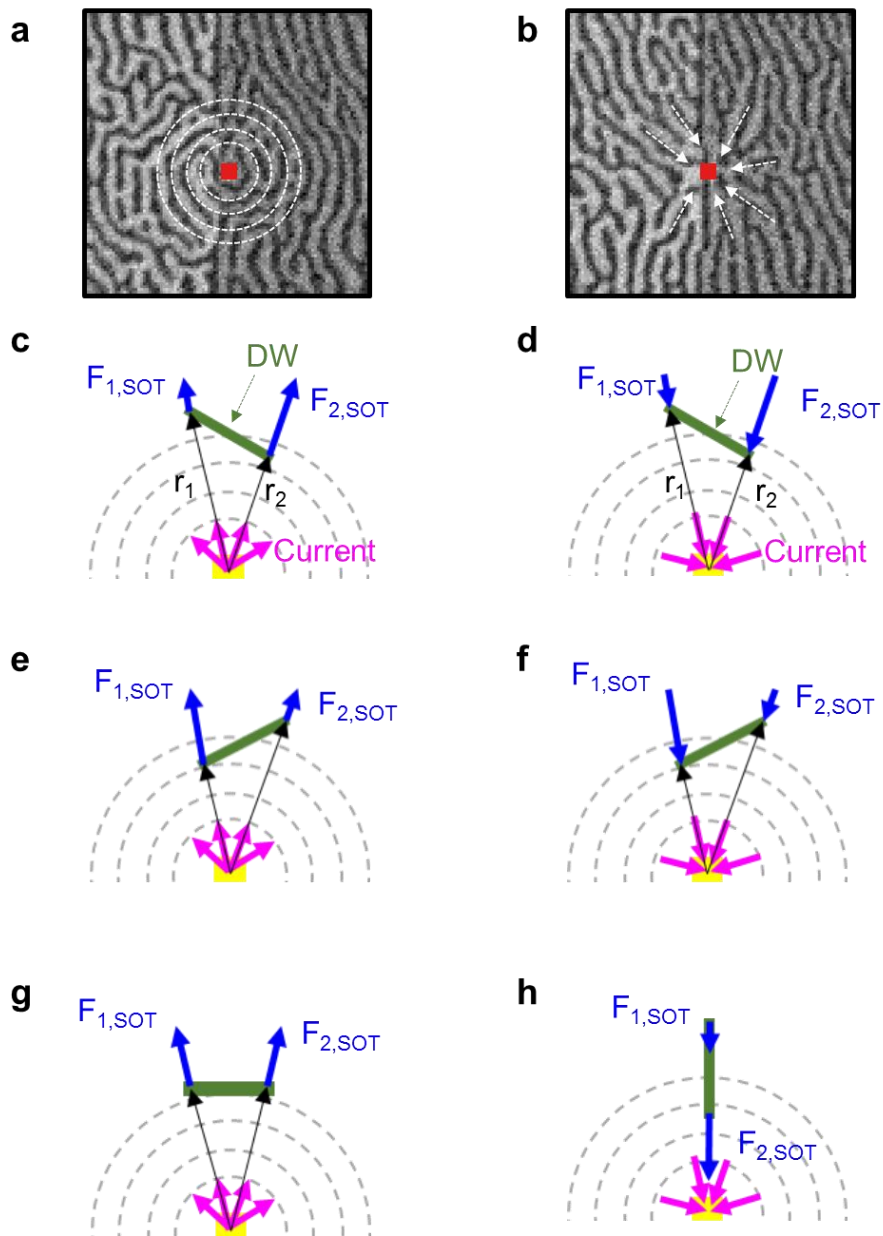 a
b
c
DW
F1,SOT
F2,SOT
r1
r2
Current
d
DW
F1,SOT
F2,SOT
r1
r2
Current
e
F1,SOT
F2,SOT
f
F1,SOT
F2,SOT
g
F1,SOT
F2,SOT
h
F1,SOT
F2,SOT